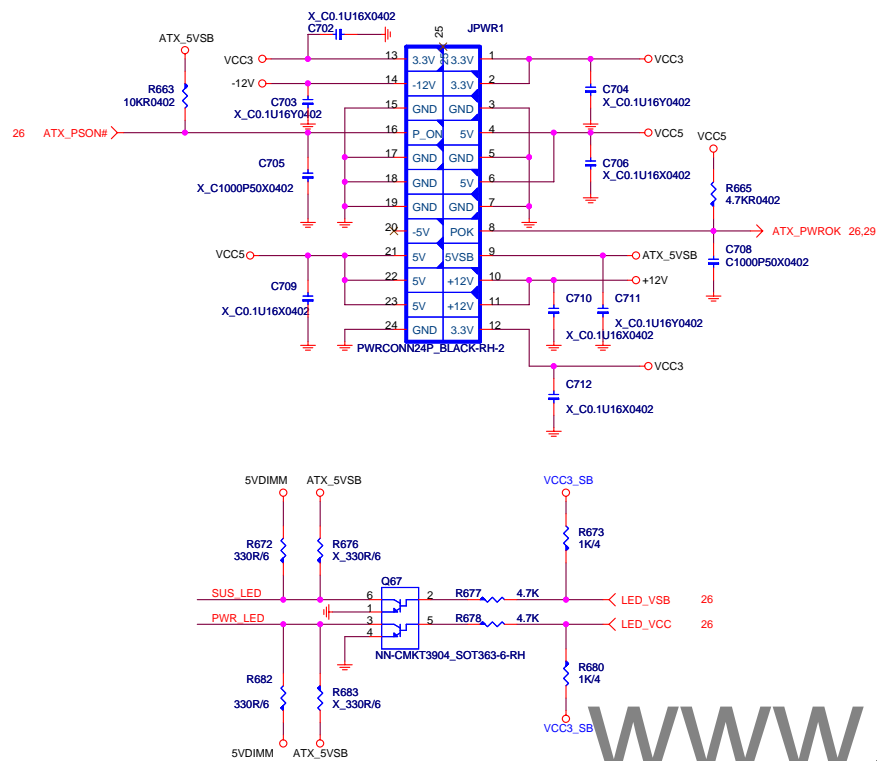 X_C0.1U16X0402
C702
25
JPWR1
ATX_5VSB
VCC3
13
3.3V
25
3.3V
1
VCC3
-12V
14
-12V
3.3V
2
R663
10KR0402
C703
X_C0.1U16Y0402
15
GND
GND
3
C704
X_C0.1U16Y0402
26
ATX_PSON#
16
P_ON
5V
4
VCC5
VCC5
17
GND
GND
5
C705
X_C1000P50X0402
C706
X_C0.1U16X0402
18
GND
5V
6
R665
4.7KR0402
19
GND
GND
7
20
-5V
POK
8
ATX_PWROK
26,29
VCC5
21
5V
5VSB
9
ATX_5VSB
C708
C1000P50X0402
22
5V
+12V
10
+12V
C709
X_C0.1U16X0402
23
5V
+12V
11
C710
C711
24
GND
3.3V
12
X_C0.1U16Y0402
X_C0.1U16X0402
PWRCONN24P_BLACK-RH-2
VCC3
C712
X_C0.1U16X0402
5VDIMM
ATX_5VSB
VCC3_SB
R672
330R/6
R676
X_330R/6
R673
1K/4
Q67
SUS_LED
6
2
R677
4.7K
LED_VSB
26
1
PWR_LED
3
5
R678
4.7K
LED_VCC
26
4
NN-CMKT3904_SOT363-6-RH
R682
330R/6
R683
X_330R/6
R680
1K/4
VCC3_SB
5VDIMM
ATX_5VSB
www.